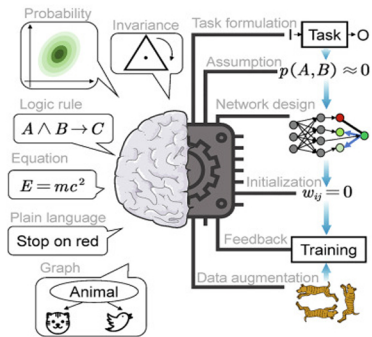 Probability
Invariance
Logic rule
A ∧ B → C
Equation
E = mc²
Plain language
Stop on red
Graph
Animal
Task formulation
I
Task
O
Assumption
p(A, B) ≈ 0
Network design
Initialization
wᵢⱼ = 0
Feedback
Training
Data augmentation